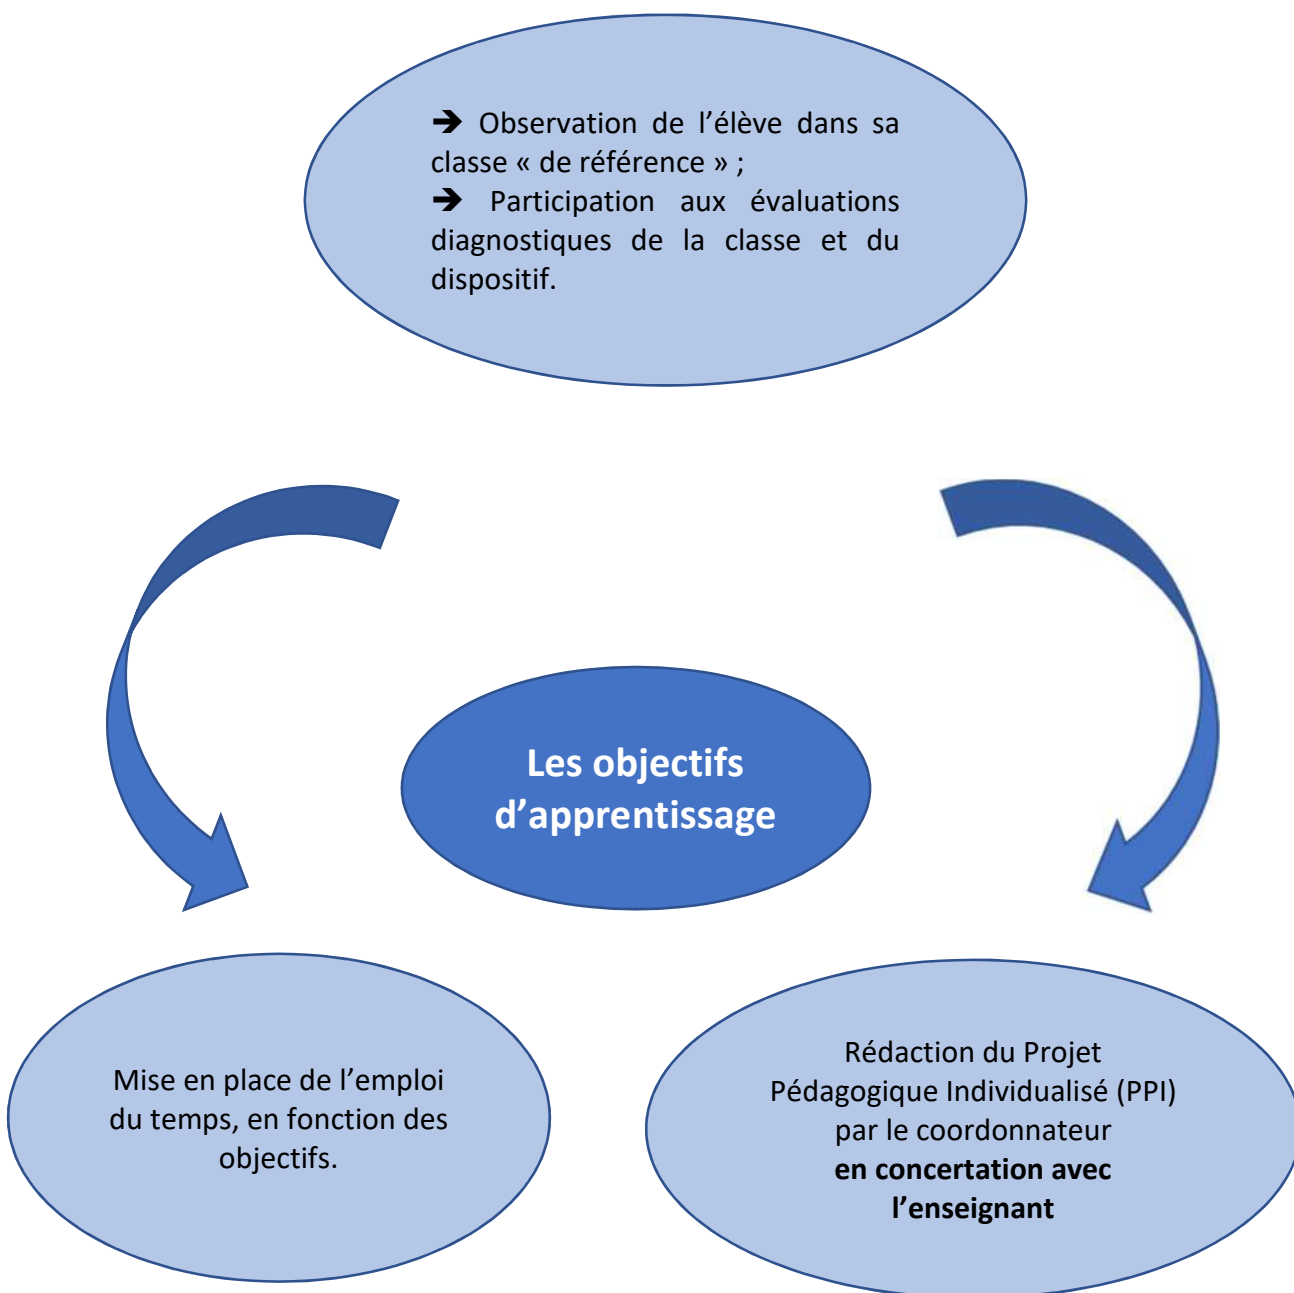 ➔ Observation de l’élève dans sa
classe « de référence » ;
➔ Participation aux évaluations
diagnostiques de la classe et du
dispositif.
Les objectifs
d’apprentissage
Mise en place de l’emploi
du temps, en fonction des
objectifs.
Rédaction du Projet
Pédagogique Individualisé (PPI)
par le coordonnateur
en concertation avec
l’enseignant